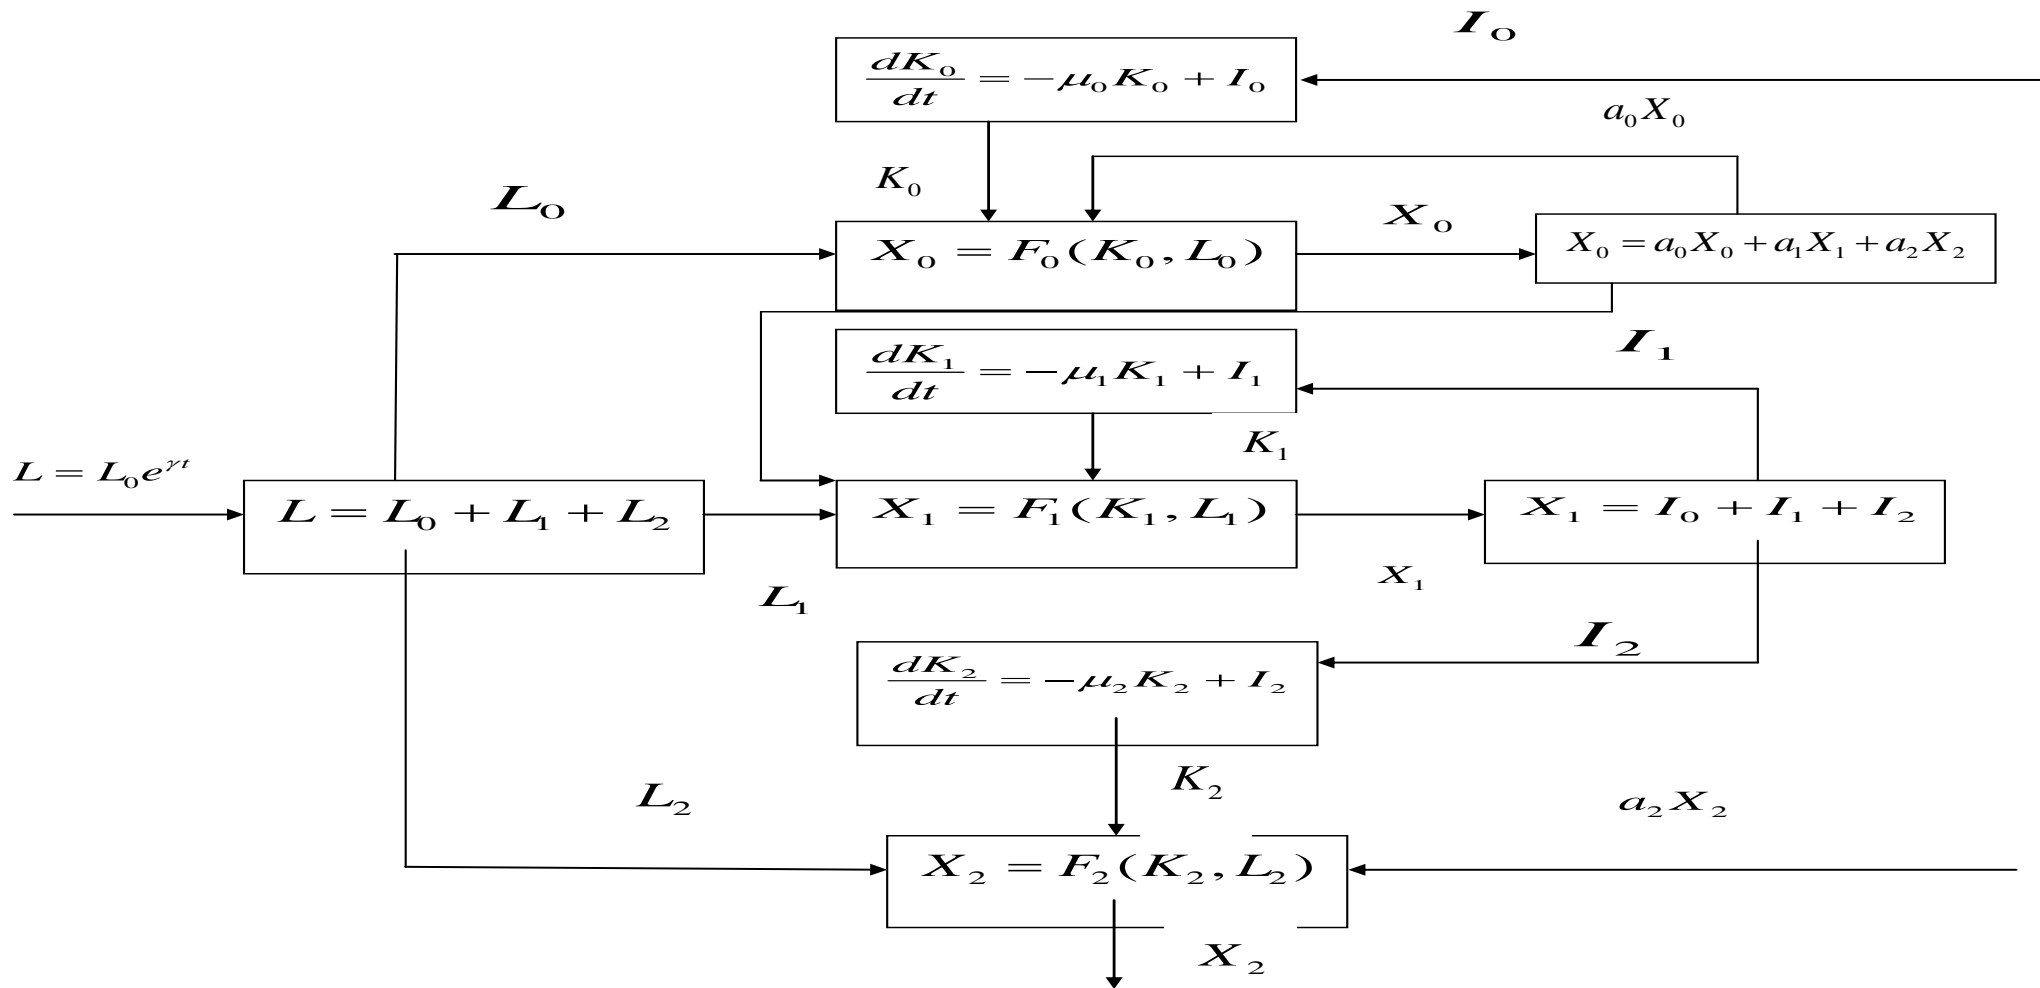 I₀
dK₀/dt = −μ₀K₀ + I₀
a₀X₀
K₀
L₀
X₀
X₀ = F₀(K₀, L₀)
X₀ = a₀X₀ + a₁X₁ + a₂X₂
I₁
dK₁/dt = −μ₁K₁ + I₁
K₁
L = L₀e^{γt}
L = L₀ + L₁ + L₂
X₁ = F₁(K₁, L₁)
X₁ = I₀ + I₁ + I₂
X₁
L₁
I₂
dK₂/dt = −μ₂K₂ + I₂
K₂
L₂
a₂X₂
X₂ = F₂(K₂, L₂)
X₂